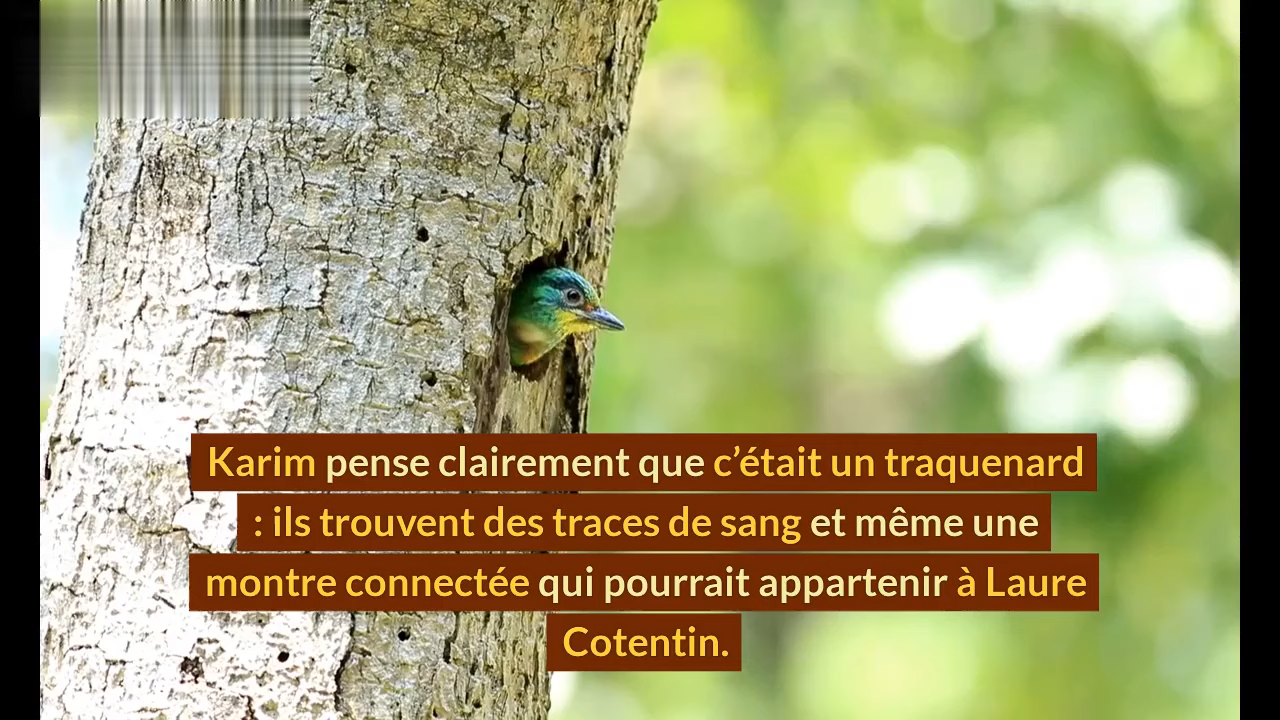 Karim pense clairement que c’était un traquenard
: ils trouvent des traces de sang et même une
montre connectée qui pourrait appartenir à Laure
Cotentin.